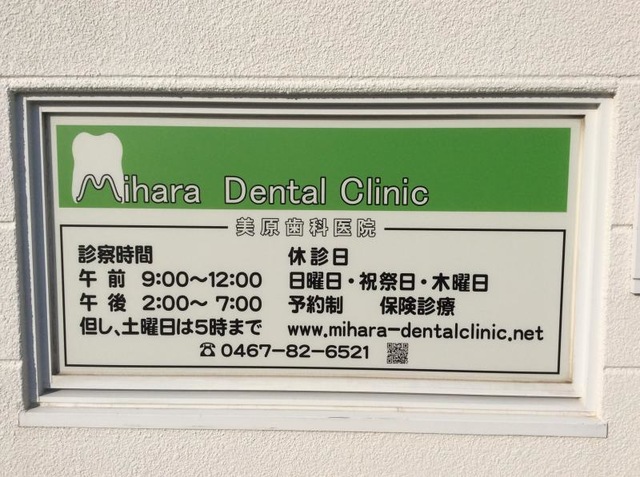 Mihara Dental Clinic
美原歯科医院
診察時間
午前 9:00〜12:00
午後 2:00〜 7:00
但し、土曜日は5時まで
休診日
日曜日・祝祭日・木曜日
予約制 保険診療
www.mihara-dentalclinic.net
☎0467-82-6521